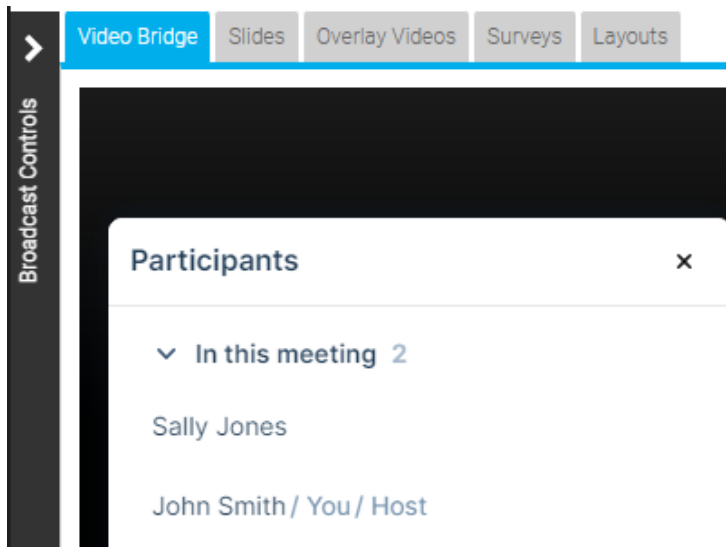 Video Bridge Slides Overlay Videos Surveys Layouts
Broadcast Controls
Participants
In this meeting 2
Sally Jones
John Smith / You / Host